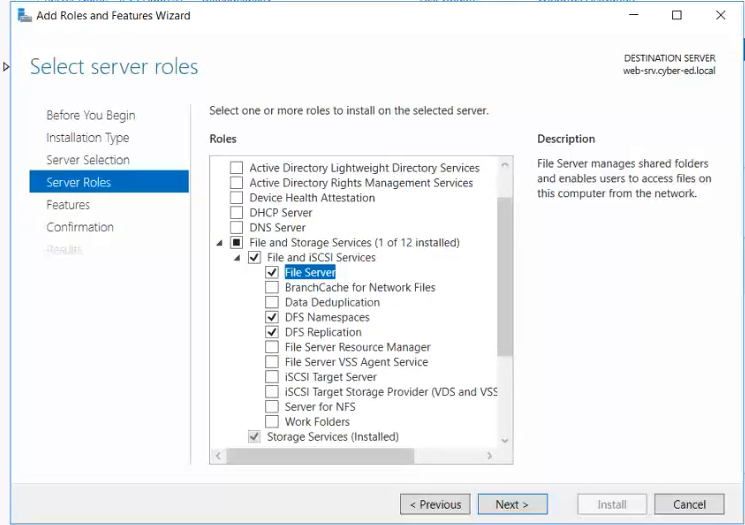 Add Roles and Features Wizard
Select server roles
DESTINATION SERVER
web-srv.cyber-ed.local
Before You Begin
Installation Type
Server Selection
Server Roles
Features
Confirmation
Results
Select one or more roles to install on the selected server.
Roles
Active Directory Lightweight Directory Services
Active Directory Rights Management Services
Device Health Attestation
DHCP Server
DNS Server
File and Storage Services (1 of 12 installed)
File and iSCSI Services
File Server
BranchCache for Network Files
Data Deduplication
DFS Namespaces
DFS Replication
File Server Resource Manager
File Server VSS Agent Service
iSCSI Target Server
iSCSI Target Storage Provider (VDS and VSS
Server for NFS
Work Folders
Storage Services (Installed)
Description
File Server manages shared folders
and enables users to access files on
this computer from the network.
< Previous
Next >
Install
Cancel